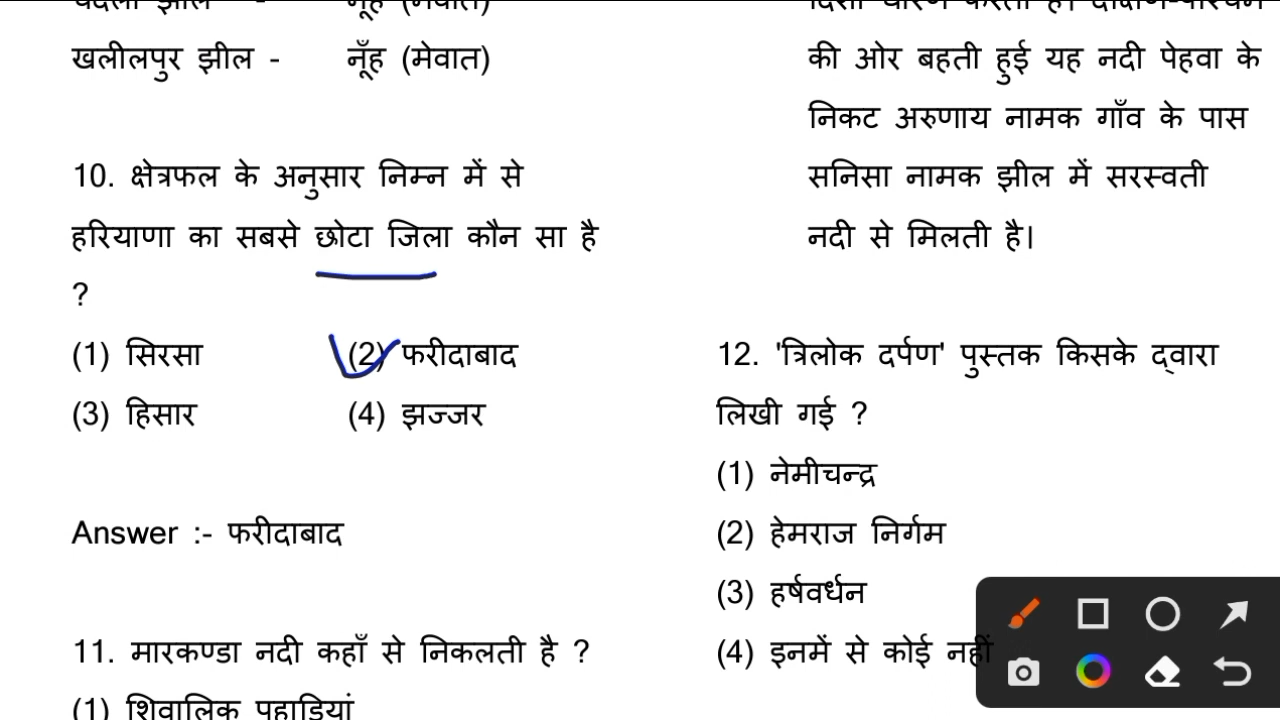 खलीलपुर झील - नूँह (मेवात)
10. क्षेत्रफल के अनुसार निम्न में से
हरियाणा का सबसे छोटा जिला कौन सा है
?
(1) सिरसा (2) फरीदाबाद
(3) हिसार (4) झज्जर
Answer :- फरीदाबाद
11. मारकण्डा नदी कहाँ से निकलती है ?
(1) शिवालिक पहाडियां
की ओर बहती हुई यह नदी पेहवा के
निकट अरुणाय नामक गाँव के पास
सनिसा नामक झील में सरस्वती
नदी से मिलती है।
12. 'त्रिलोक दर्पण' पुस्तक किसके द्वारा
लिखी गई ?
(1) नेमीचन्द्र
(2) हेमराज निर्गम
(3) हर्षवर्धन
(4) इनमें से कोई नहीं